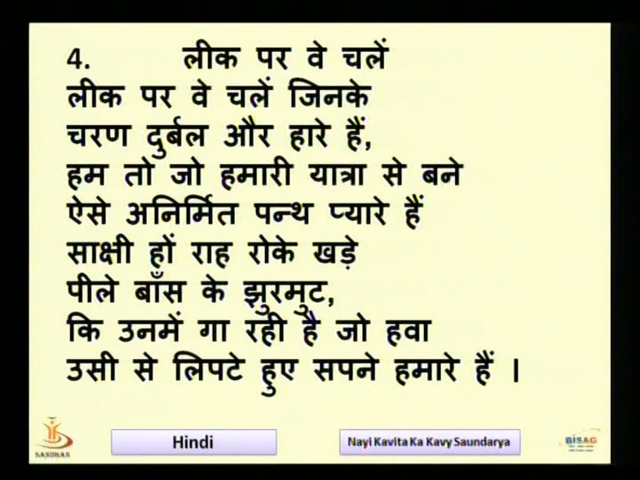 4. लीक पर वे चलें
लीक पर वे चलें जिनके
चरण दुर्बल और हारे हैं,
हम तो जो हमारी यात्रा से बने
ऐसे अनिर्मित पन्थ प्यारे हैं
साक्षी हों राह रोके खड़े
पीले बाँस के झुरमुट,
कि उनमें गा रही है जो हवा
उसी से लिपटे हुए सपने हमारे हैं ।
SANDHAN
Hindi
Nayi Kavita Ka Kavy Saundarya
BISAG